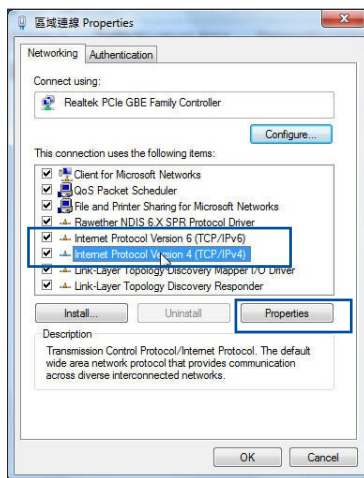 區域連線 Properties
Networking
Authentication
Connect using:
Realtek PCIe GBE Family Controller
Configure...
This connection uses the following items:
Client for Microsoft Networks
QoS Packet Scheduler
File and Printer Sharing for Microsoft Networks
Rawether NDIS 6.X SPR Protocol Driver
Internet Protocol Version 6 (TCP/IPv6)
Internet Protocol Version 4 (TCP/IPv4)
Link-Layer Topology Discovery Mapper I/O Driver
Link-Layer Topology Discovery Responder
Install...
Uninstall
Properties
Description
Transmission Control Protocol/Internet Protocol. The default
wide area network protocol that provides communication
across diverse interconnected networks.
OK
Cancel